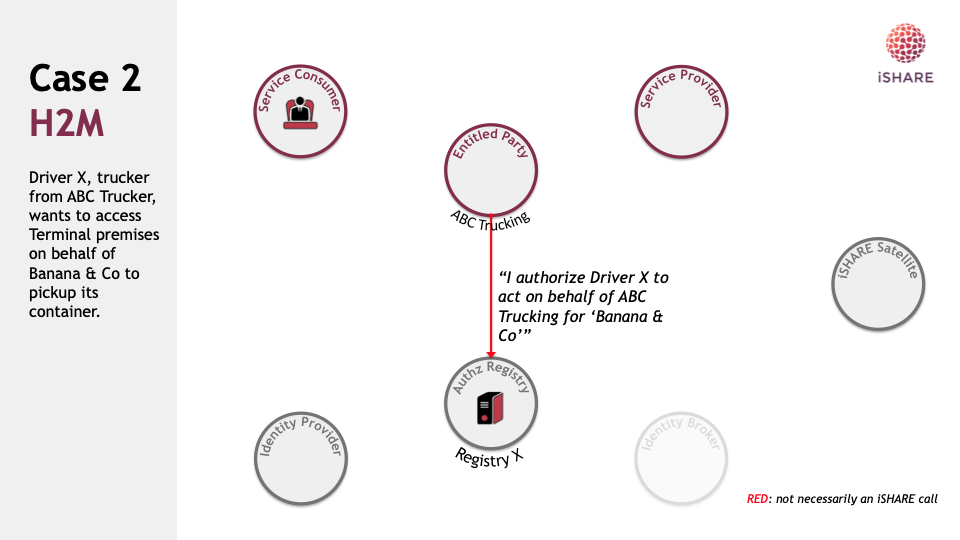 Case 2
H2M
Driver X, trucker
from ABC Trucker,
wants to access
Terminal premises
on behalf of
Banana & Co to
pickup its
container.
Service Consumer
Service Provider
iSHARE
Entitled Party
ABC Trucking
iSHARE Satellite
“I authorize Driver X to
act on behalf of ABC
Trucking for ‘Banana &
Co’”
Authz Registry
Registry X
Identity Provider
Identity Broker
RED: not necessarily an iSHARE call